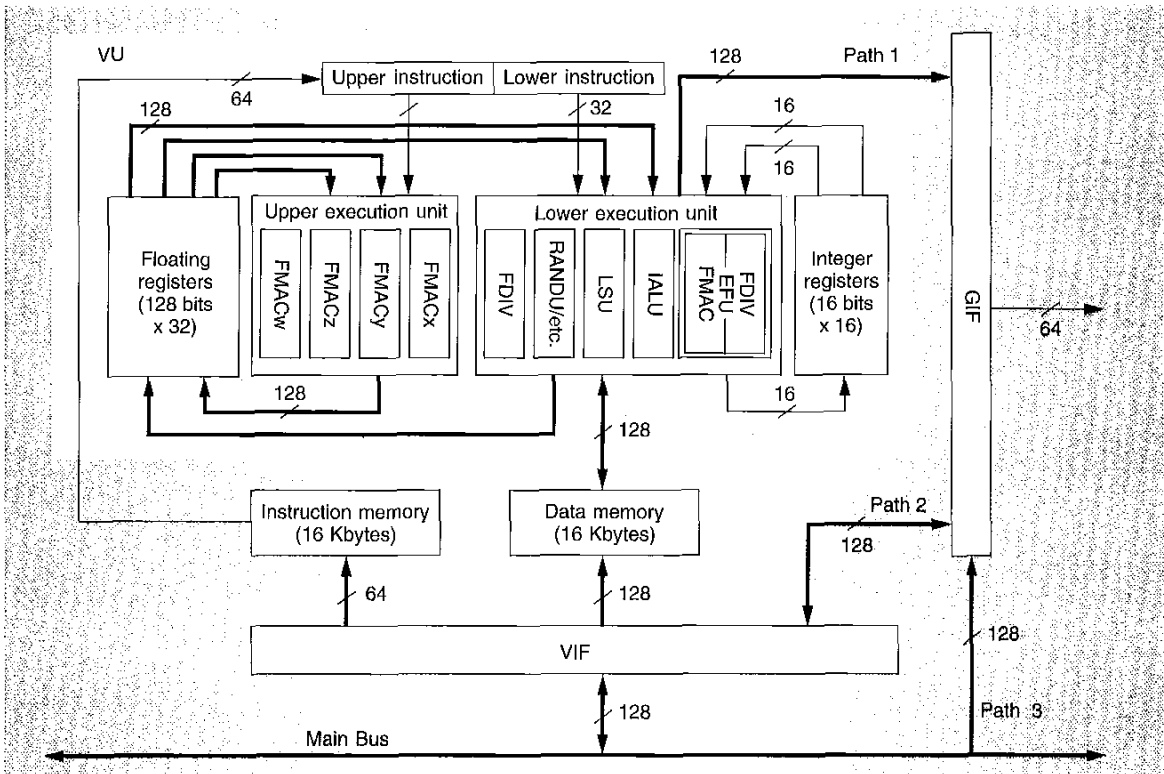 VU
64
Upper instruction
Lower instruction
128
Path 1
128
32
16
16
Upper execution unit
FMACw
FMACz
FMACy
FMACx
Lower execution unit
FDIV
RANDU/etc.
LSU
IALU
FMAC
EFU
FDIV
Floating
registers
(128 bits
x 32)
Integer
registers
(16 bits
x 16)
GIF
64
128
16
128
Instruction memory
(16 Kbytes)
Data memory
(16 Kbytes)
Path 2
128
64
128
VIF
128
128
Path 3
Main Bus